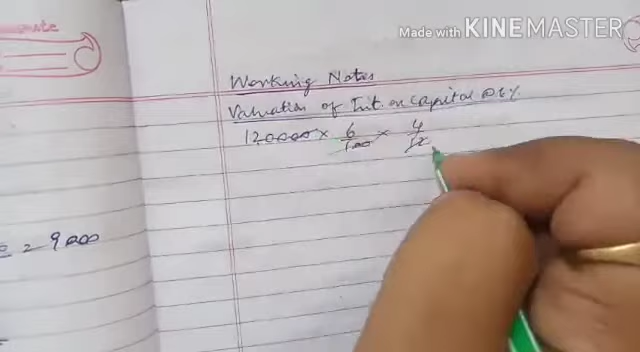 Made with KINEMASTER
Working Notes
Valuation of Int. on Capital @ 6%
120000 × 6/100 × 4/12
= 9000